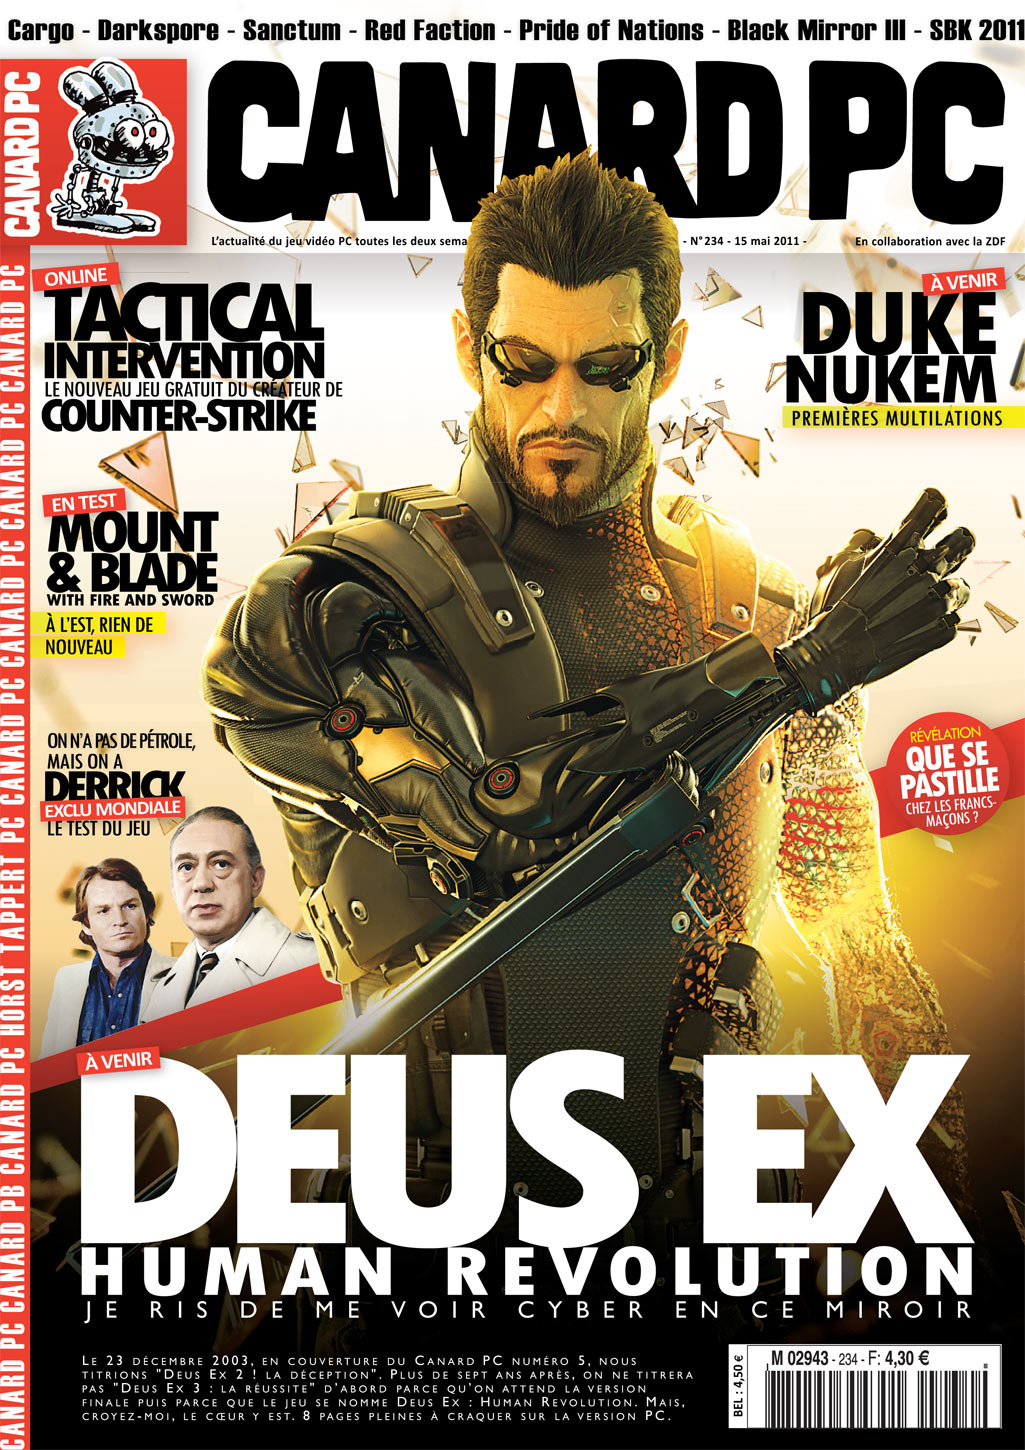 Cargo - Darkspore - Sanctum - Red Faction - Pride of Nations - Black Mirror III - SBK 2011
CANARD PC
CANARD PC
L'actualité du jeu vidéo PC toutes les deux sema
- N°234 - 15 mai 2011 -
En collaboration avec la ZDF
ONLINE
TACTICAL
INTERVENTION
LE NOUVEAU JEU GRATUIT DU CRÉATEUR DE
COUNTER-STRIKE
À VENIR
DUKE
NUKEM
PREMIÈRES MULTILATIONS
EN TEST
MOUNT
& BLADE
WITH FIRE AND SWORD
À L'EST, RIEN DE
NOUVEAU
ON N'A PAS DE PÉTROLE,
MAIS ON A
DERRICK
EXCLU MONDIALE
LE TEST DU JEU
RÉVÉLATION
QUE SE
PASTILLE
CHEZ LES FRANCS-
MAÇONS ?
CANARD PC CANARD PB CANARD PC HORST TAPPERT PC CANARD PC CANARD PC CANARD PC CANARD PC CANARD PC
À VENIR
DEUS EX
HUMAN REVOLUTION
JE RIS DE ME VOIR CYBER EN CE MIROIR
LE 23 DÉCEMBRE 2003, EN COUVERTURE DU CANARD PC NUMÉRO 5, NOUS
TITRIONS "DEUS EX 2 ! LA DÉCEPTION". PLUS DE SEPT ANS APRÈS, ON NE TITRERA
PAS "DEUS EX 3 : LA RÉUSSITE" D'ABORD PARCE QU'ON ATTEND LA VERSION
FINALE PUIS PARCE QUE LE JEU SE NOMME DEUS EX : HUMAN REVOLUTION. MAIS,
CROYEZ-MOI, LE CŒUR Y EST. 8 PAGES PLEINES À CRAQUER SUR LA VERSION PC.
BEL : 4,50 €
M 02943 - 234 - F: 4,30 €